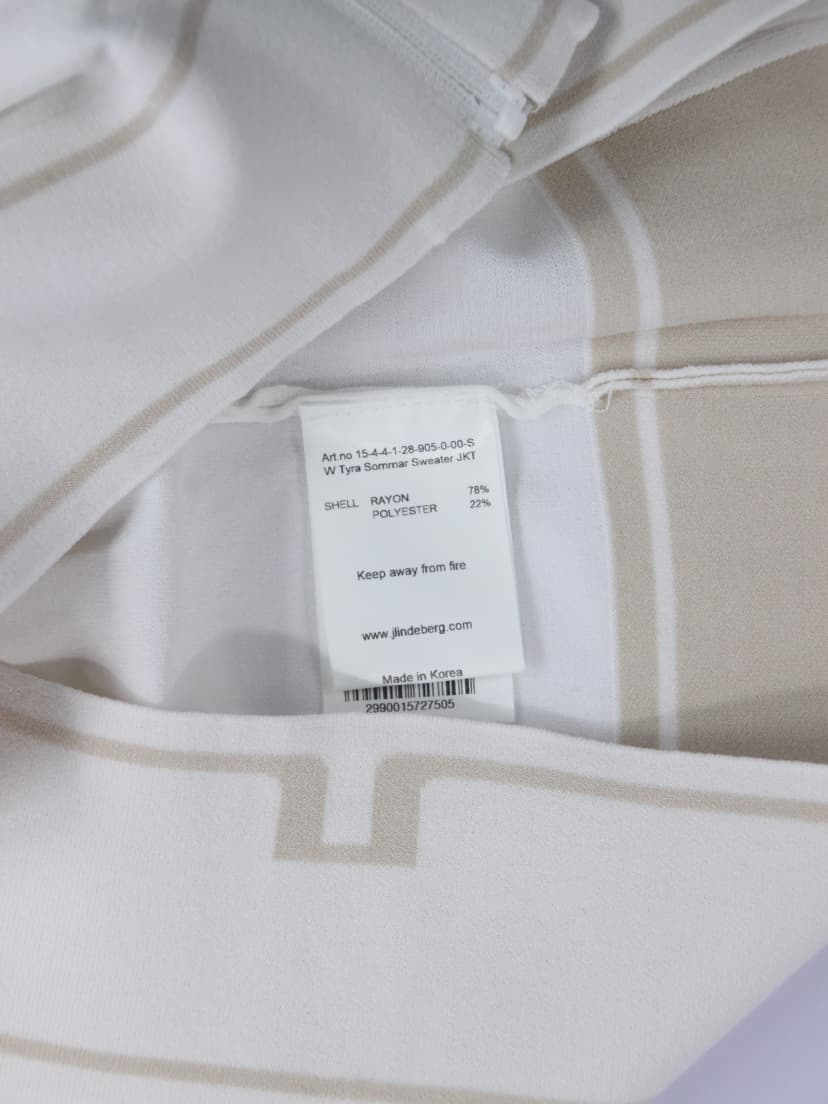 Art.no 15-4-4-1-28-905-0-00-S
W Tyra Sommar Sweater JKT
SHELL RAYON 78%
POLYESTER 22%
Keep away from fire
www.jlindeberg.com
Made in Korea
2990015727505